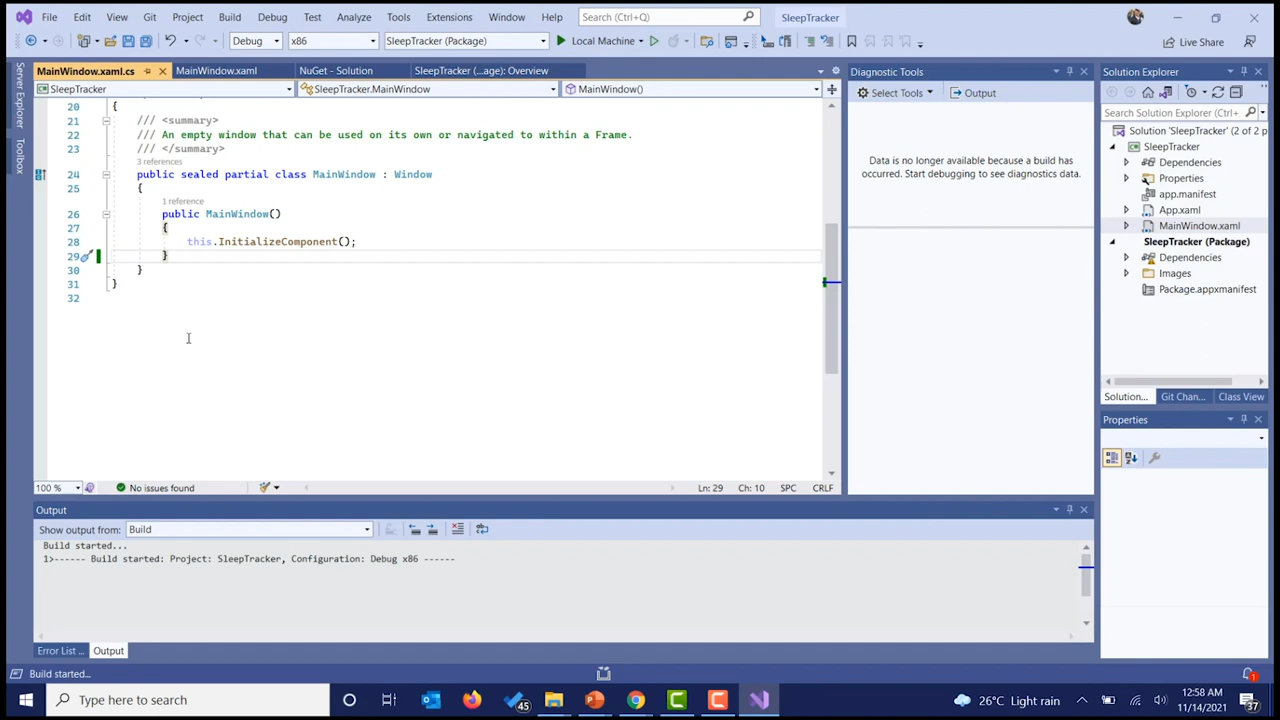 File Edit View Git Project Build Debug Test Analyze Tools Extensions Window Help Search (Ctrl+Q) SleepTracker
Debug x86 SleepTracker (Package) Local Machine Live Share
Server Explorer
Toolbox
MainWindow.xaml.cs MainWindow.xaml NuGet - Solution SleepTracker (...age): Overview
SleepTracker SleepTracker.MainWindow MainWindow()
20 {
21 /// <summary>
22 /// An empty window that can be used on its own or navigated to within a Frame.
23 /// </summary>
3 references
24 public sealed partial class MainWindow : Window
25 {
1 reference
26 public MainWindow()
27 {
28 this.InitializeComponent();
29 }
30 }
31 }
32
100 % No issues found Ln: 29 Ch: 10 SPC CRLF
Diagnostic Tools
Select Tools Output
Data is no longer available because a build has
occurred. Start debugging to see diagnostics data.
Solution Explorer
Search Solution Explorer (Ctrl+
Solution 'SleepTracker' (2 of 2 p
SleepTracker
Dependencies
Properties
app.manifest
App.xaml
MainWindow.xaml
SleepTracker (Package)
Dependencies
Images
Package.appxmanifest
Solution... Git Chan... Class View
Properties
Output
Show output from: Build
Build started...
1>------ Build started: Project: SleepTracker, Configuration: Debug x86 ------
Error List ... Output
Build started... 1
Type here to search 45 26°C Light rain 12:58 AM
11/14/2021 37